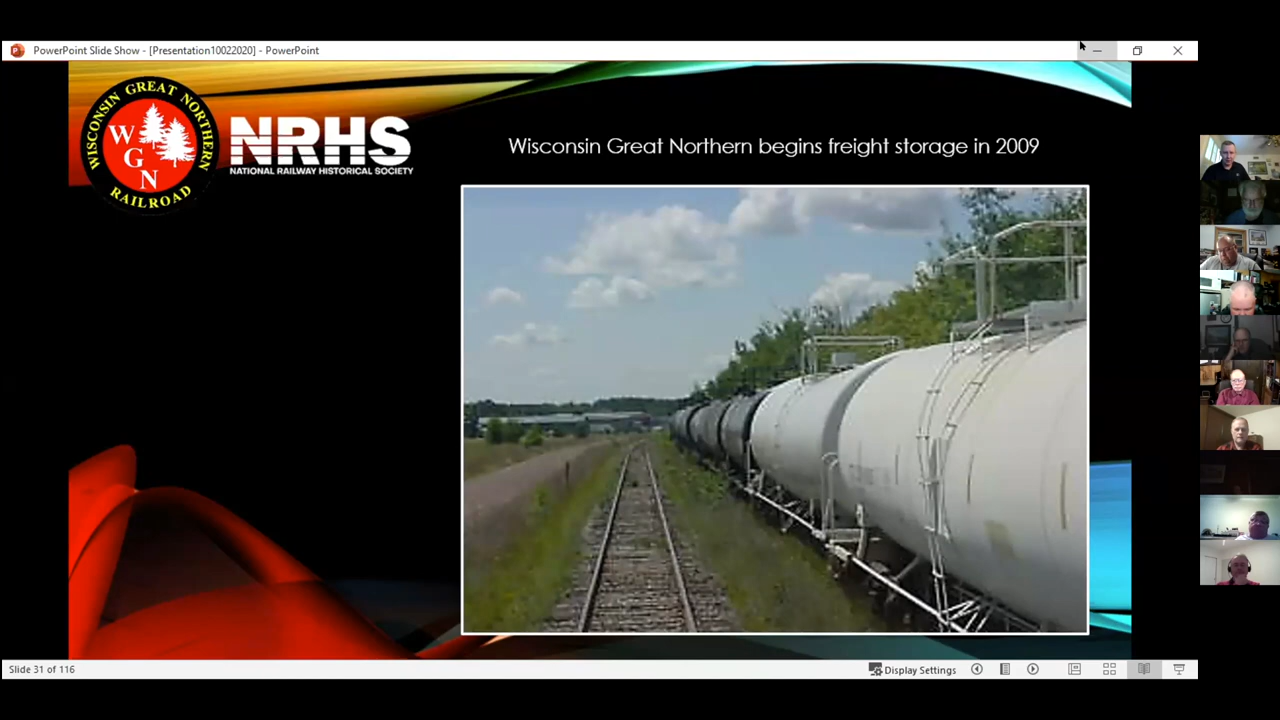 PowerPoint Slide Show - [Presentation10022020] - PowerPoint
WISCONSIN GREAT NORTHERN
W
G
N
RAILROAD
NRHS
NATIONAL RAILWAY HISTORICAL SOCIETY
Wisconsin Great Northern begins freight storage in 2009
Slide 31 of 116
Display Settings